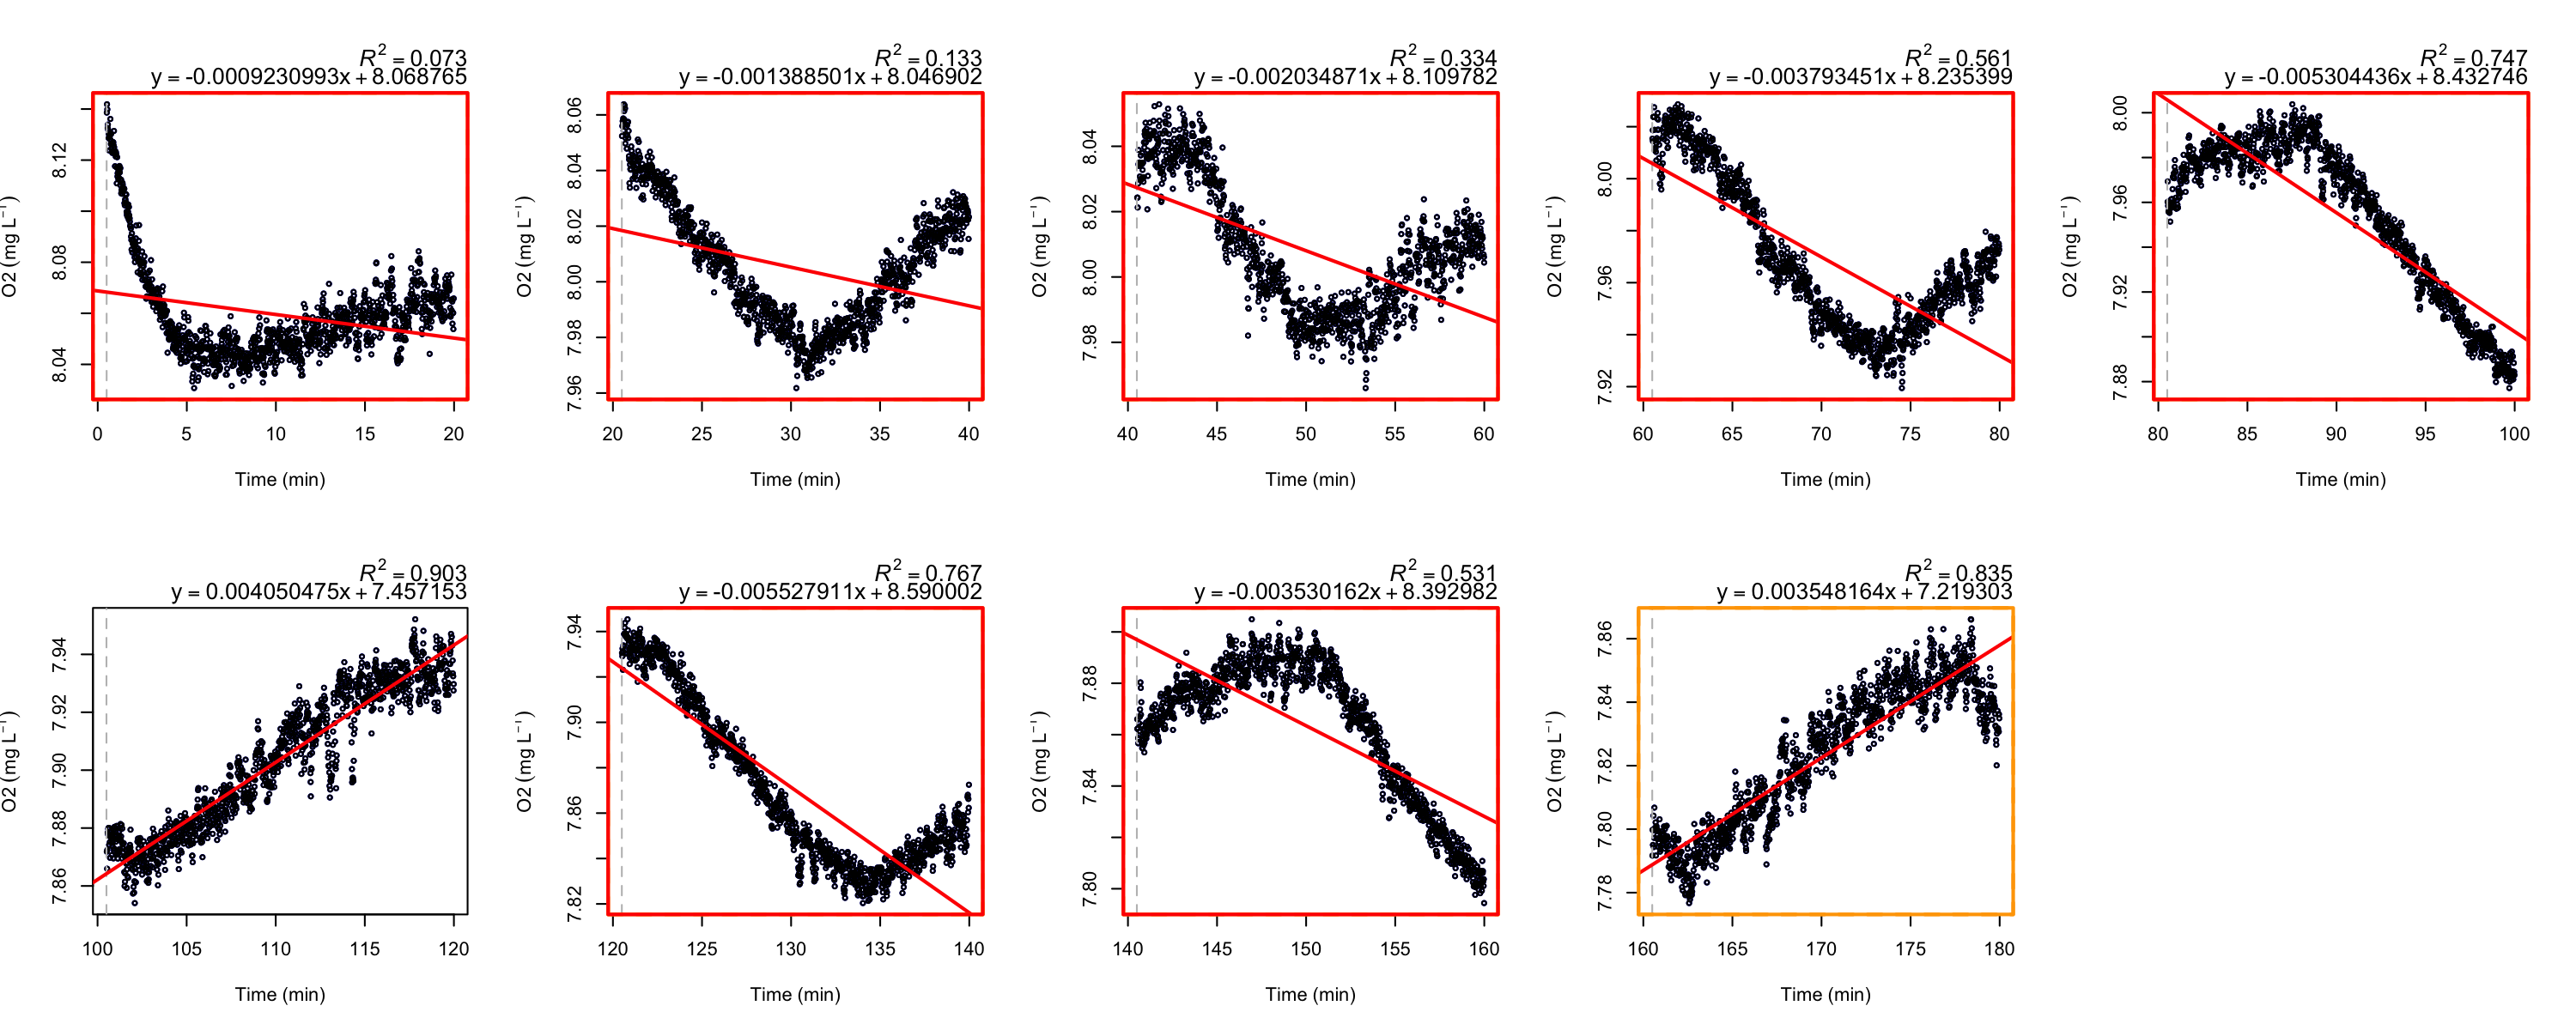 R² = 0.073
y = -0.0009230993x + 8.068765
O2 (mg L⁻¹)
8.04 8.08 8.12
0 5 10 15 20
Time (min)
R² = 0.133
y = -0.001388501x + 8.046902
O2 (mg L⁻¹)
7.96 7.98 8.00 8.02 8.04 8.06
20 25 30 35 40
Time (min)
R² = 0.334
y = -0.002034871x + 8.109782
O2 (mg L⁻¹)
7.98 8.00 8.02 8.04
40 45 50 55 60
Time (min)
R² = 0.561
y = -0.003793451x + 8.235399
O2 (mg L⁻¹)
7.92 7.96 8.00
60 65 70 75 80
Time (min)
R² = 0.747
y = -0.005304436x + 8.432746
O2 (mg L⁻¹)
7.88 7.92 7.96 8.00
80 85 90 95 100
Time (min)
R² = 0.903
y = 0.004050475x + 7.457153
O2 (mg L⁻¹)
7.86 7.88 7.90 7.92 7.94
100 105 110 115 120
Time (min)
R² = 0.767
y = -0.005527911x + 8.590002
O2 (mg L⁻¹)
7.82 7.86 7.90 7.94
120 125 130 135 140
Time (min)
R² = 0.531
y = -0.003530162x + 8.392982
O2 (mg L⁻¹)
7.80 7.84 7.88
140 145 150 155 160
Time (min)
R² = 0.835
y = 0.003548164x + 7.219303
O2 (mg L⁻¹)
7.78 7.80 7.82 7.84 7.86
160 165 170 175 180
Time (min)